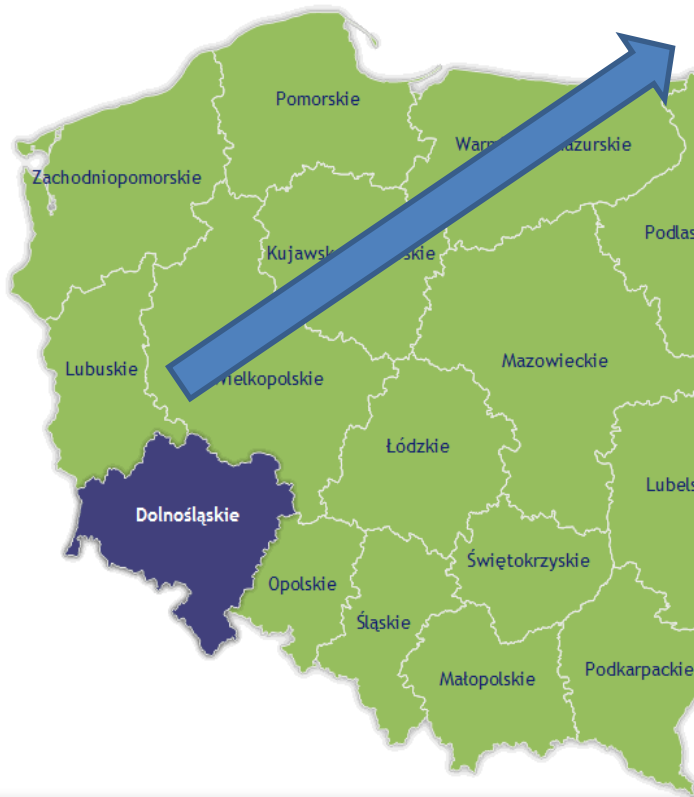 Pomorskie
Zachodniopomorskie
Lubuskie
Mazowieckie
Łódzkie
Dolnośląskie
Opolskie
Świętokrzyskie
Śląskie
Małopolskie
Podkarpackie